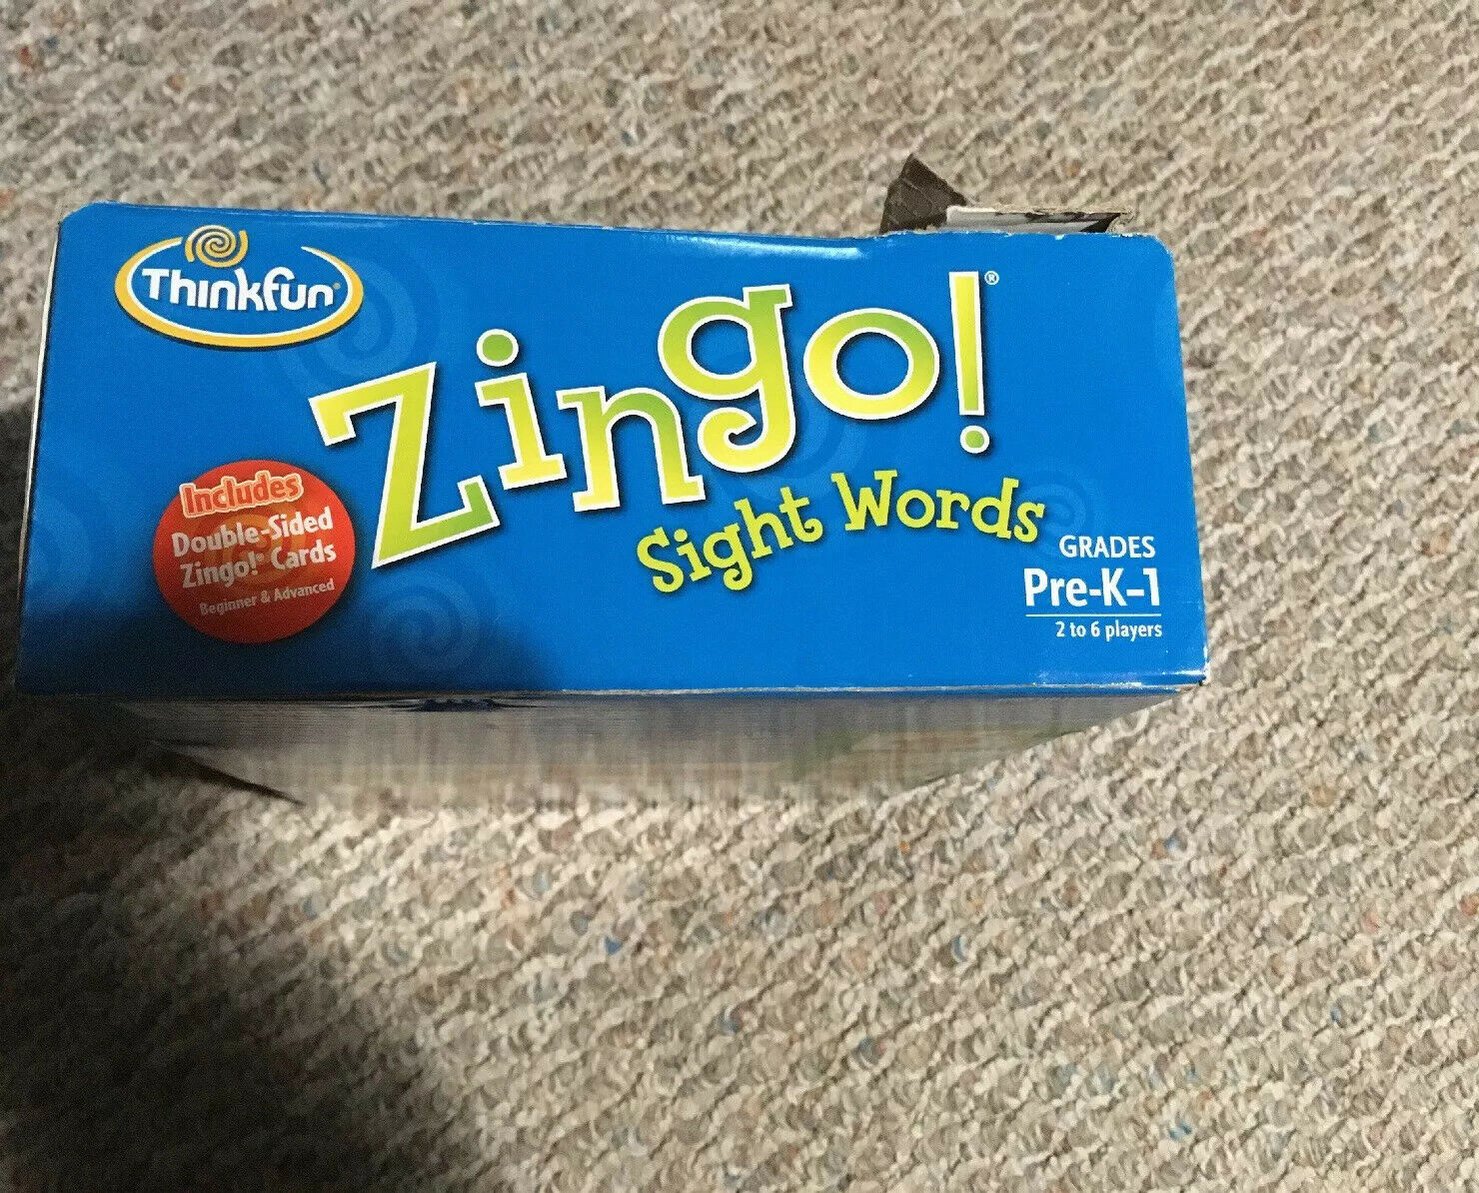 ThinkFun®
Zingo!®
Sight Words
Includes
Double-Sided
Zingo!® Cards
Beginner & Advanced
GRADES
Pre-K-1
2 to 6 players